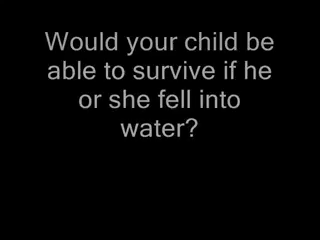 Would your child be
able to survive if he
or she fell into
water?